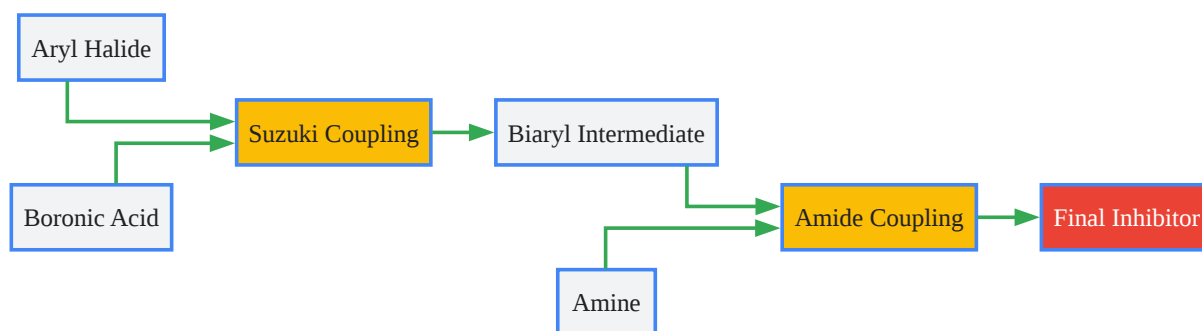 Aryl Halide
Boronic Acid
Suzuki Coupling
Biaryl Intermediate
Amine
Amide Coupling
Final Inhibitor